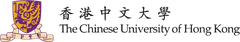 香港中文大學
The Chinese University of Hong Kong